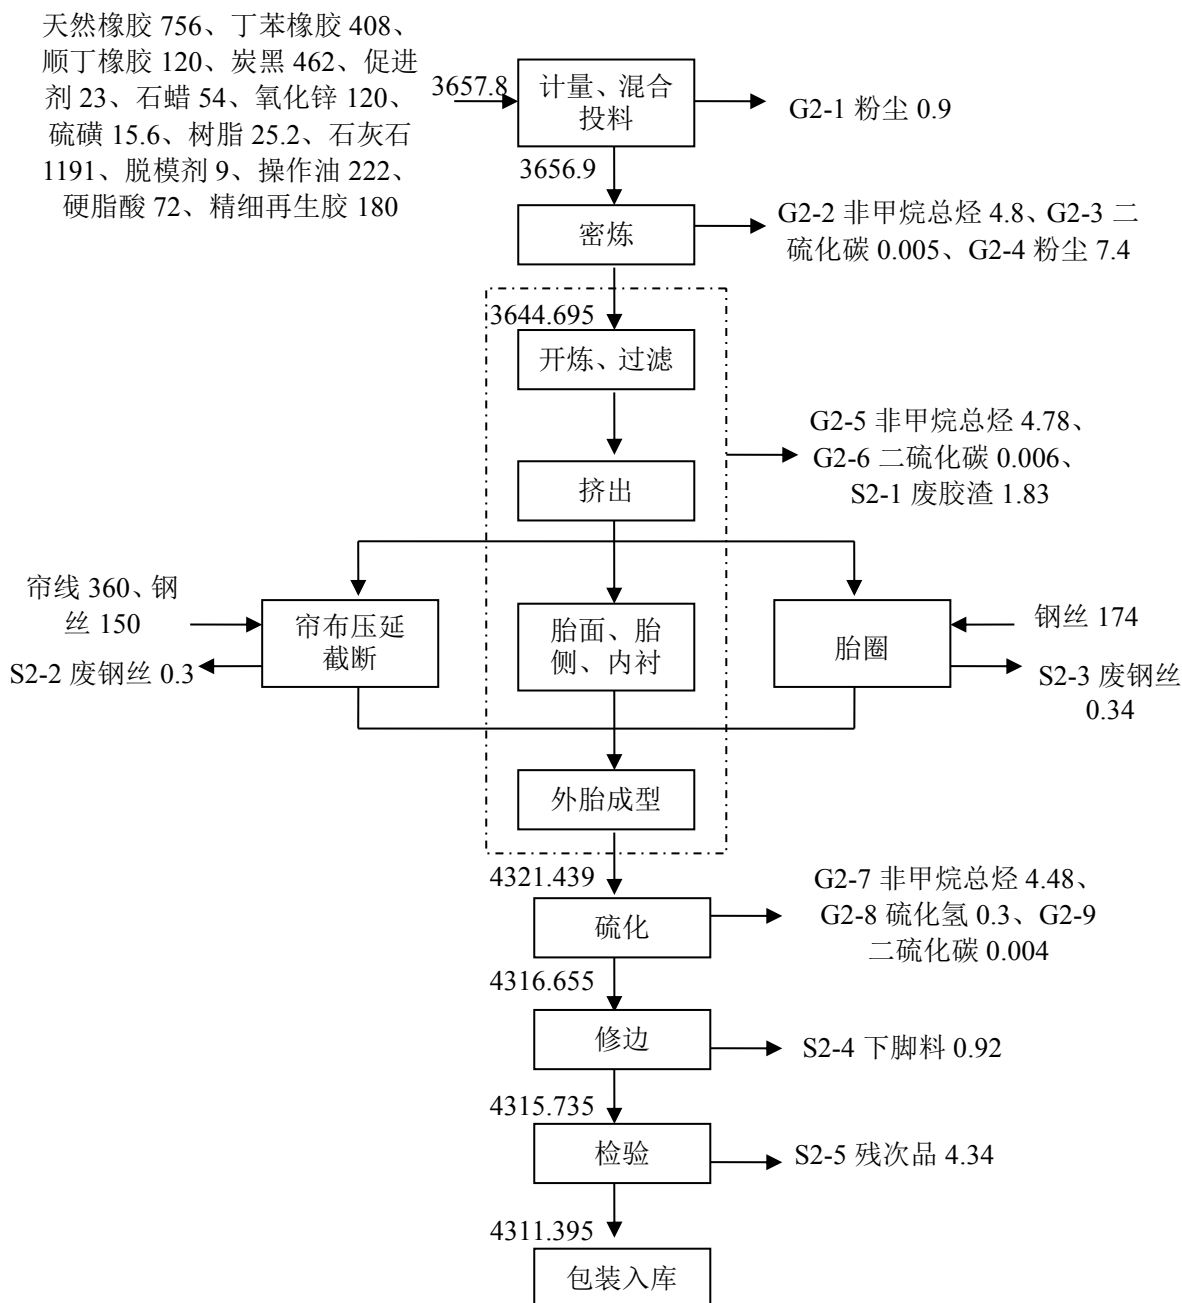 天然橡胶 756、丁苯橡胶 408、
顺丁橡胶 120、炭黑 462、促进
剂 23、石蜡 54、氧化锌 120、
硫磺 15.6、树脂 25.2、石灰石
1191、脱模剂 9、操作油 222、
硬脂酸 72、精细再生胶 180
3657.8
计量、混合
投料
G2-1 粉尘 0.9
3656.9
密炼
G2-2 非甲烷总烃 4.8、G2-3 二
硫化碳 0.005、G2-4 粉尘 7.4
3644.695
开炼、过滤
挤出
G2-5 非甲烷总烃 4.78、
G2-6 二硫化碳 0.006、
S2-1 废胶渣 1.83
帘线 360、钢
丝 150
S2-2 废钢丝 0.3
帘布压延
截断
胎面、胎
侧、内衬
胎圈
钢丝 174
S2-3 废钢丝
0.34
外胎成型
4321.439
硫化
G2-7 非甲烷总烃 4.48、
G2-8 硫化氢 0.3、G2-9
二硫化碳 0.004
4316.655
修边
S2-4 下脚料 0.92
4315.735
检验
S2-5 残次品 4.34
4311.395
包装入库